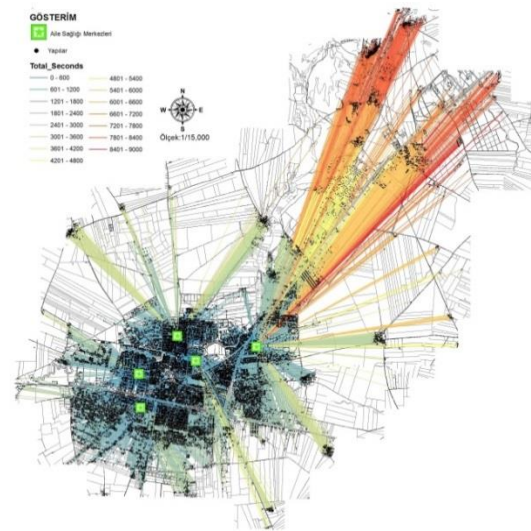 GÖSTERİM
Aile Sağlığı Merkezleri
Yapılar
Total_Seconds
0 - 600
601 - 1200
1201 - 1800
1801 - 2400
2401 - 3000
3001 - 3600
3601 - 4200
4201 - 4800
4801 - 5400
5401 - 6000
6001 - 6600
6601 - 7200
7201 - 7800
7801 - 8400
8401 - 9000
N
W E
S
Ölçek:1/15,000